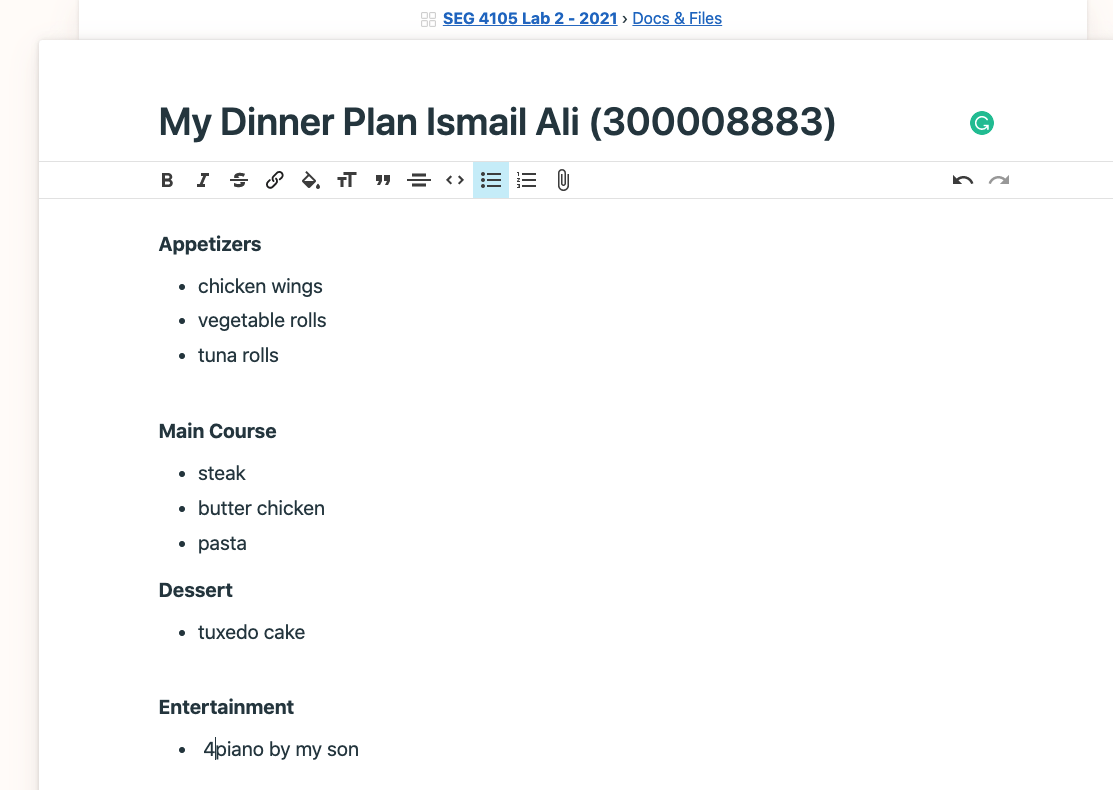 SEG 4105 Lab 2 - 2021 › Docs & Files
My Dinner Plan Ismail Ali (300008883)
Appetizers
• chicken wings
• vegetable rolls
• tuna rolls
Main Course
• steak
• butter chicken
• pasta
Dessert
• tuxedo cake
Entertainment
• 4piano by my son